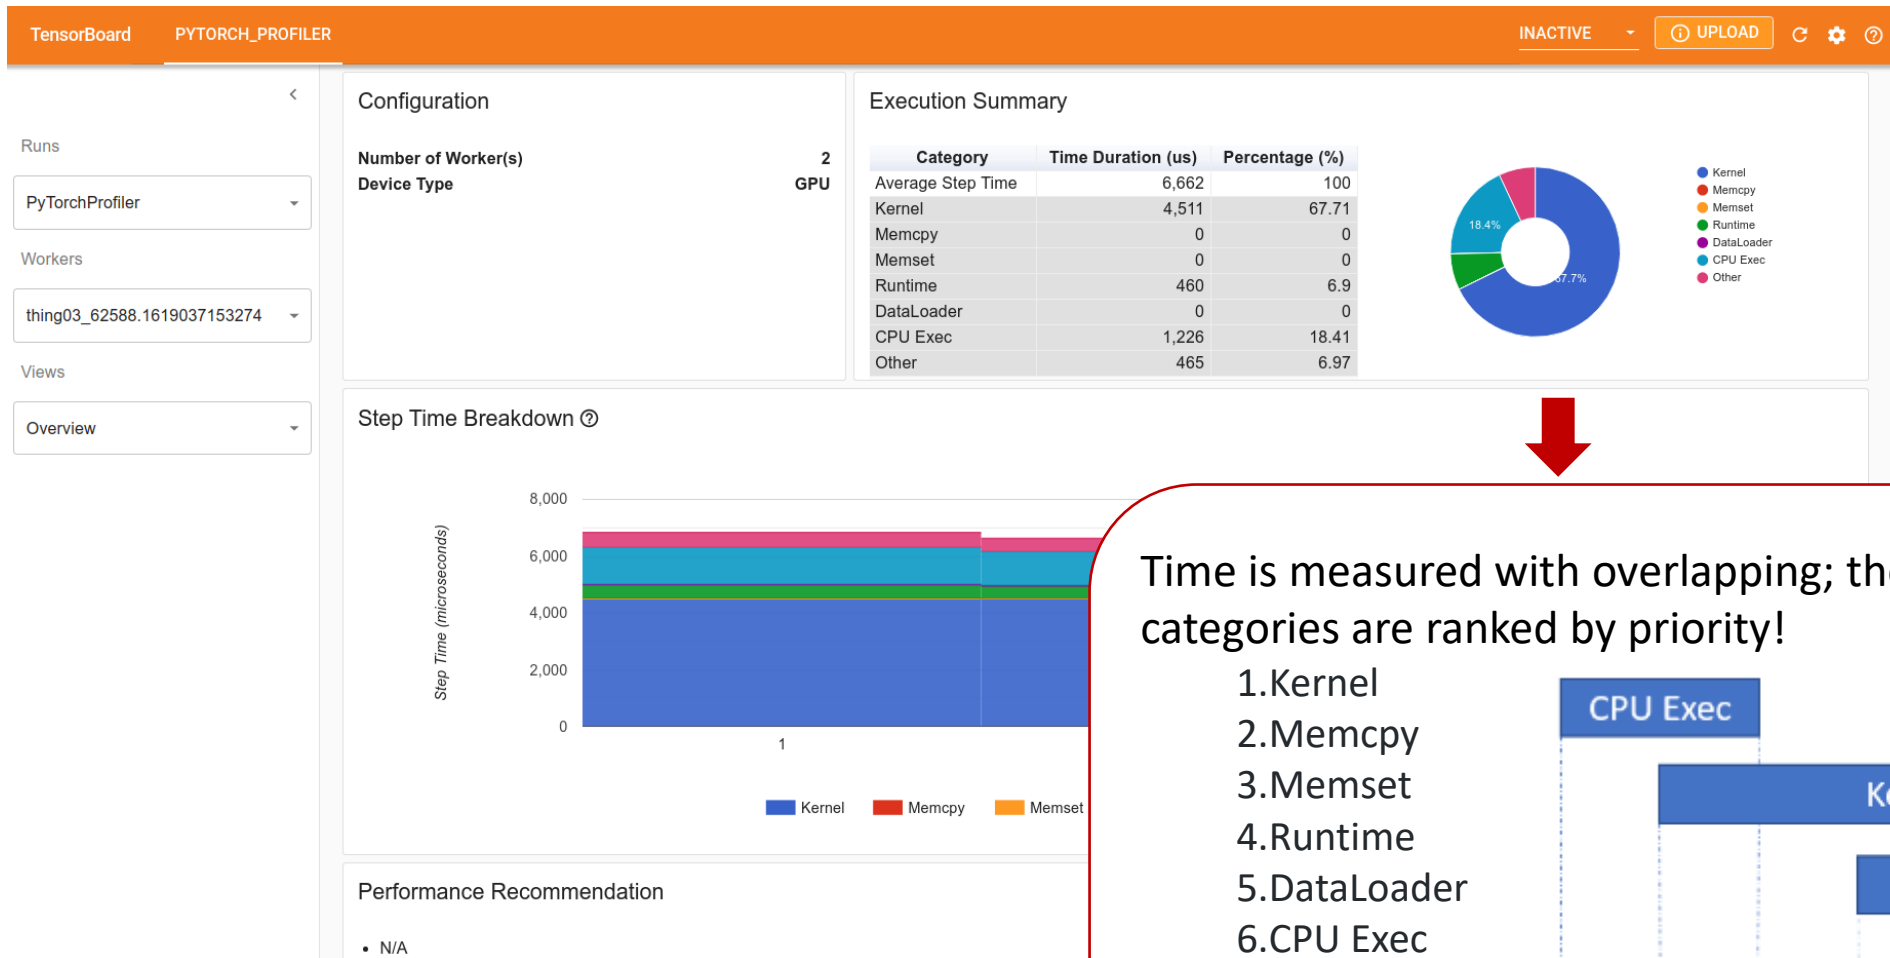 TensorBoard PYTORCH_PROFILER INACTIVE UPLOAD
Runs
PyTorchProfiler
Workers
thing03_62588.1619037153274
Views
Overview
Configuration
Number of Worker(s) 2
Device Type GPU
Execution Summary
Category Time Duration (us) Percentage (%)
Average Step Time 6,662 100
Kernel 4,511 67.71
Memcpy 0 0
Memset 0 0
Runtime 460 6.9
DataLoader 0 0
CPU Exec 1,226 18.41
Other 465 6.97
18.4%
67.7%
Kernel
Memcpy
Memset
Runtime
DataLoader
CPU Exec
Other
Step Time Breakdown
Step Time (microseconds)
8,000
6,000
4,000
2,000
0
1
Kernel Memcpy Memset
Performance Recommendation
• N/A
Time is measured with overlapping;
categories are ranked by priority!
1.Kernel
2.Memcpy
3.Memset
4.Runtime
5.DataLoader
6.CPU Exec
CPU Exec